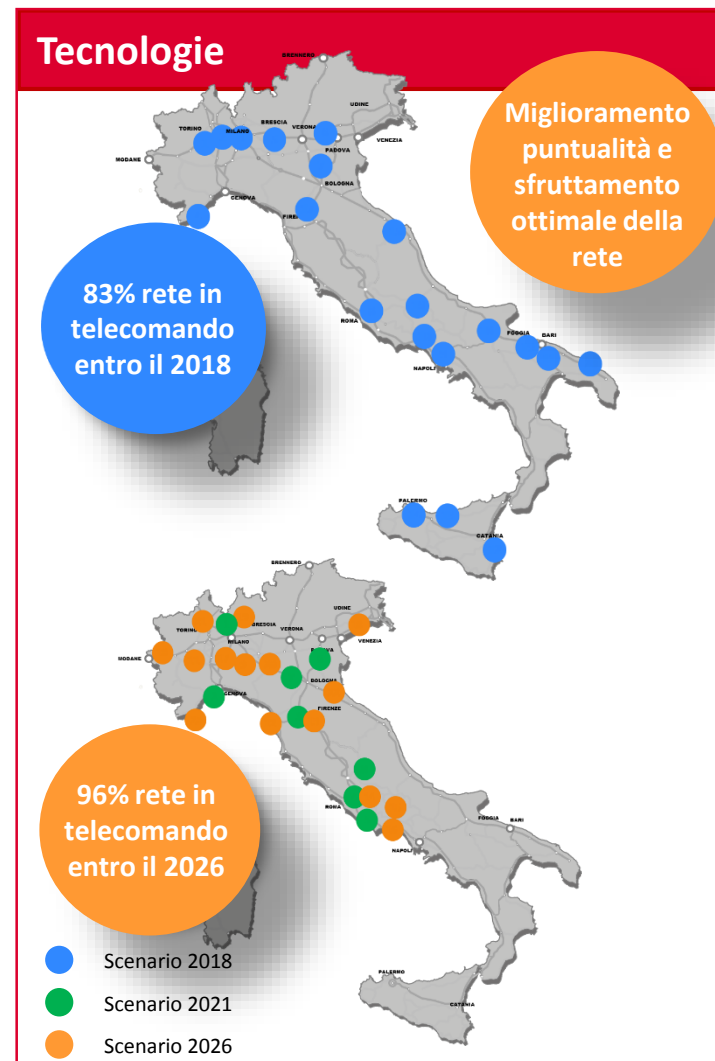 Tecnologie
BRENNERO
UDINE
TORINO
MILANO
BRESCIA
VERONA
PADOVA
VENEZIA
MODANE
GENOVA
BOLOGNA
ROMA
NAPOLI
FOGGIA
BARI
PALERMO
CATANIA
Miglioramento
puntualità e
sfruttamento
ottimale della
rete
83% rete in
telecomando
entro il 2018
BRENNERO
UDINE
TORINO
MILANO
BRESCIA
VERONA
VENEZIA
MODANE
GENOVA
BOLOGNA
FIRENZE
ROMA
NAPOLI
FOGGIA
BARI
PALERMO
CATANIA
96% rete in
telecomando
entro il 2026
Scenario 2018
Scenario 2021
Scenario 2026